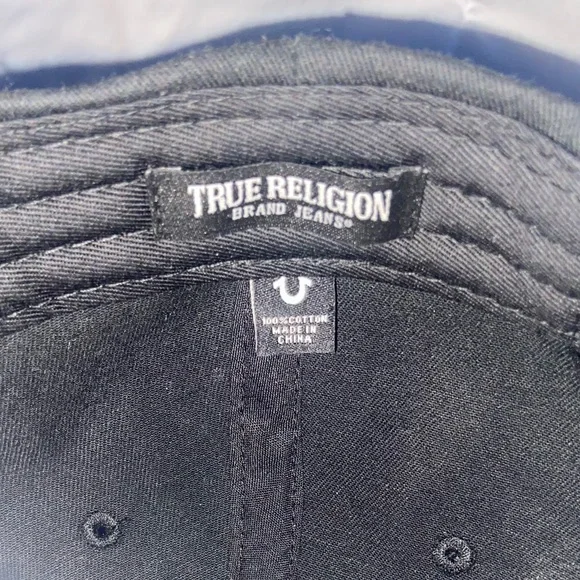 TRUE RELIGION
BRAND JEANS®
100% COTTON
MADE IN
CHINA